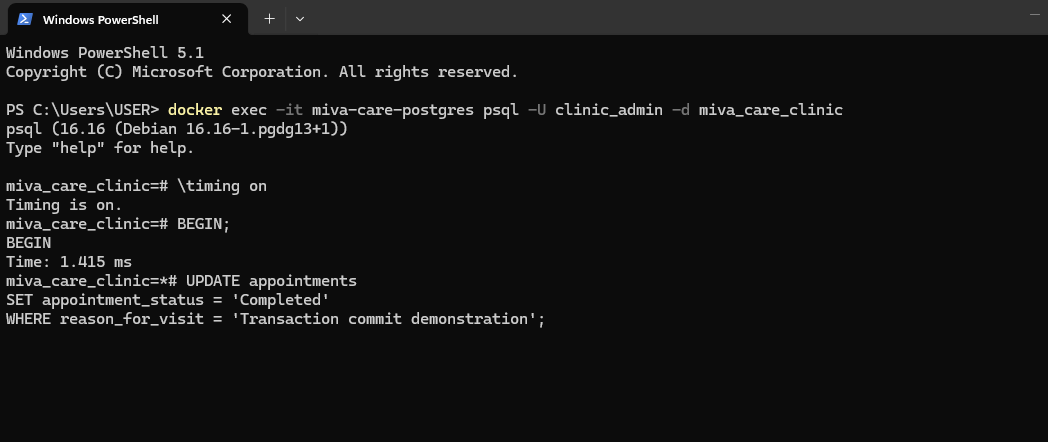 Windows PowerShell
Windows PowerShell 5.1
Copyright (C) Microsoft Corporation. All rights reserved.
PS C:\Users\USER> docker exec -it miva-care-postgres psql -U clinic_admin -d miva_care_clinic
psql (16.16 (Debian 16.16-1.pgdg13+1))
Type "help" for help.
miva_care_clinic=# \timing on
Timing is on.
miva_care_clinic=# BEGIN;
BEGIN
Time: 1.415 ms
miva_care_clinic=*# UPDATE appointments
SET appointment_status = 'Completed'
WHERE reason_for_visit = 'Transaction commit demonstration';